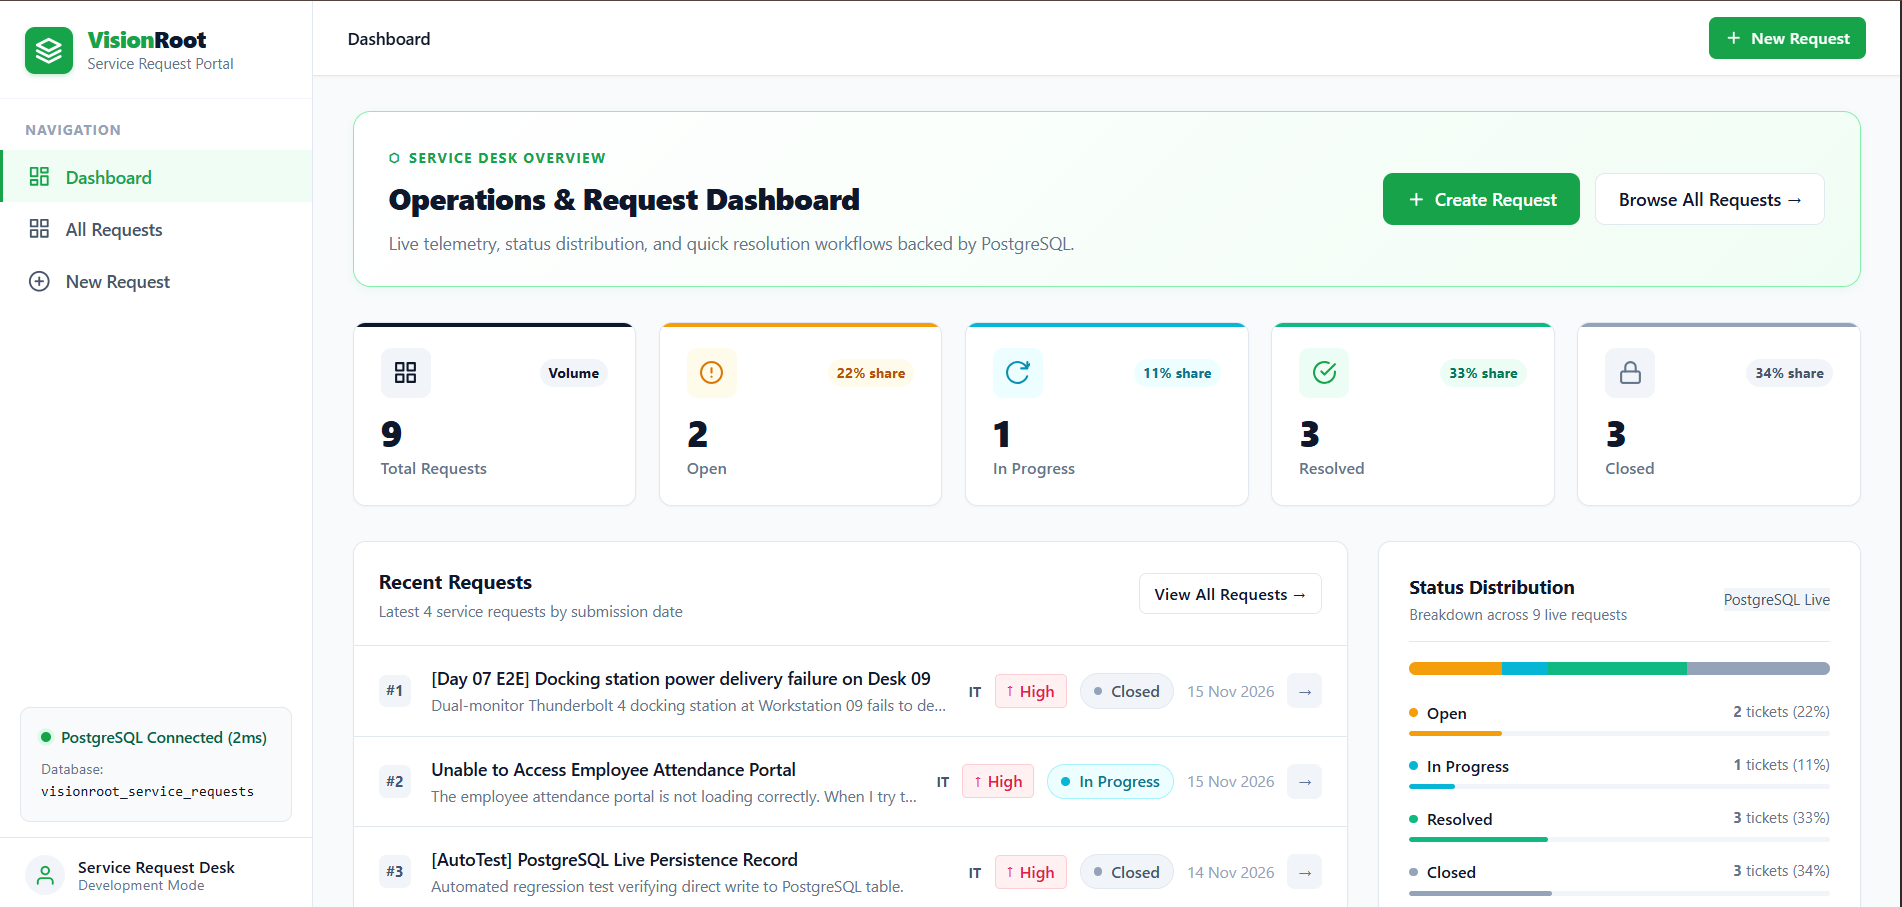 VisionRoot
Service Request Portal
NAVIGATION
Dashboard
All Requests
New Request
PostgreSQL Connected (2ms)
Database:
visionroot_service_requests
Service Request Desk
Development Mode
Dashboard
+ New Request
SERVICE DESK OVERVIEW
Operations & Request Dashboard
Live telemetry, status distribution, and quick resolution workflows backed by PostgreSQL.
+ Create Request
Browse All Requests →
Volume
9
Total Requests
22% share
2
Open
11% share
1
In Progress
33% share
3
Resolved
34% share
3
Closed
Recent Requests
Latest 4 service requests by submission date
View All Requests →
#1
[Day 07 E2E] Docking station power delivery failure on Desk 09
Dual-monitor Thunderbolt 4 docking station at Workstation 09 fails to de...
IT
↑ High
Closed
15 Nov 2026
→
#2
Unable to Access Employee Attendance Portal
The employee attendance portal is not loading correctly. When I try t...
IT
↑ High
In Progress
15 Nov 2026
→
#3
[AutoTest] PostgreSQL Live Persistence Record
Automated regression test verifying direct write to PostgreSQL table.
IT
↑ High
Closed
14 Nov 2026
→
Status Distribution
Breakdown across 9 live requests
PostgreSQL Live
Open
2 tickets (22%)
In Progress
1 tickets (11%)
Resolved
3 tickets (33%)
Closed
3 tickets (34%)